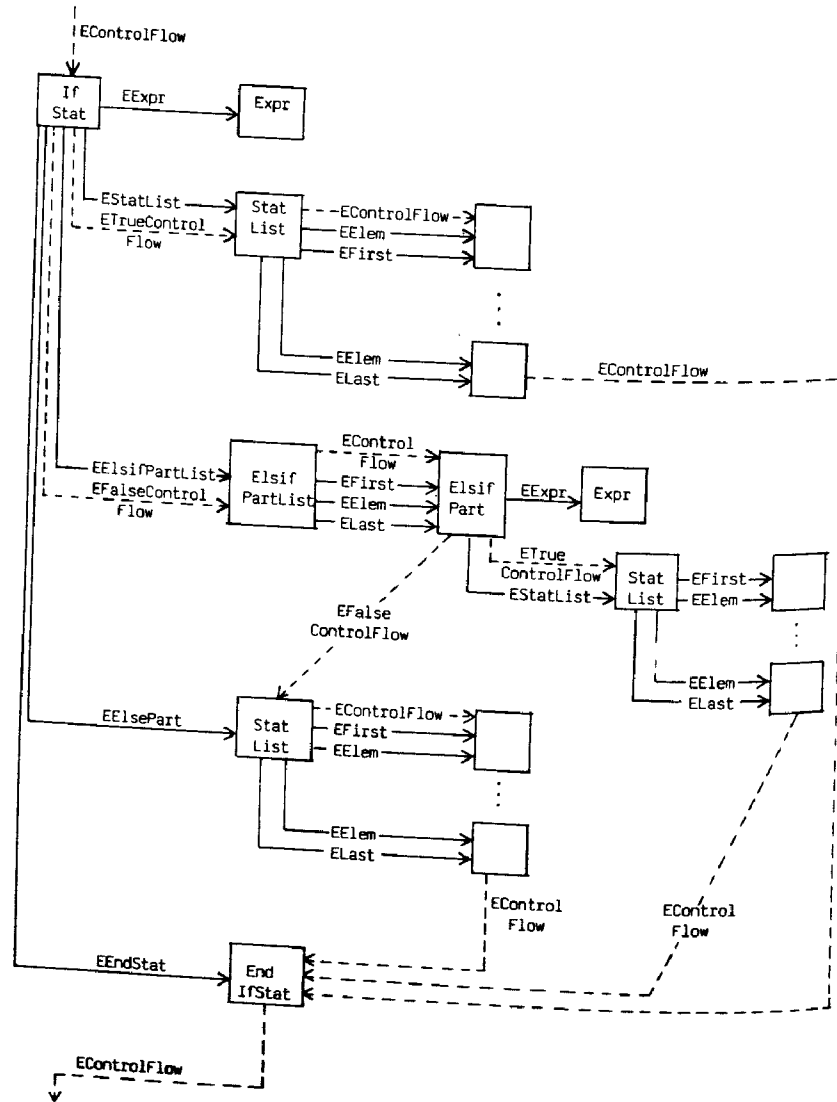 EControlFlow
If
Stat
EExpr
Expr
EStatList
ETrueControl
Flow
Stat
List
EControlFlow
EElem
EFirst
EElem
ELast
EControlFlow
EElsifPartList
EFalseControl
Flow
Elsif
PartList
EControl
Flow
EFirst
EElem
ELast
Elsif
Part
EExpr
Expr
ETrue
ControlFlow
EStatList
Stat
List
EFirst
EElem
EElem
ELast
EFalse
ControlFlow
EElsePart
Stat
List
EControlFlow
EFirst
EElem
EElem
ELast
EControl
Flow
EControl
Flow
EEndStat
End
IfStat
EControlFlow